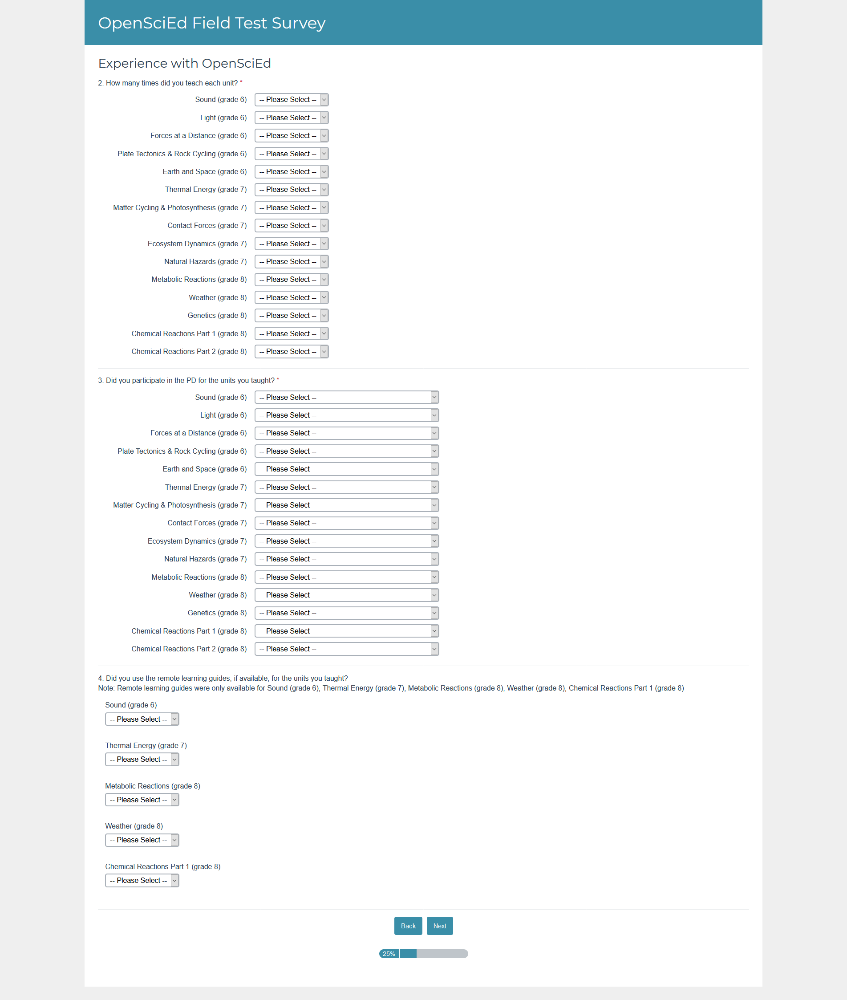 OpenSciEd Field Test Survey
Experience with OpenSciEd
2. How many times did you teach each unit? *
Sound (grade 6) -- Please Select --
Light (grade 6) -- Please Select --
Forces at a Distance (grade 6) -- Please Select --
Plate Tectonics & Rock Cycling (grade 6) -- Please Select --
Earth and Space (grade 6) -- Please Select --
Thermal Energy (grade 7) -- Please Select --
Matter Cycling & Photosynthesis (grade 7) -- Please Select --
Contact Forces (grade 7) -- Please Select --
Ecosystem Dynamics (grade 7) -- Please Select --
Natural Hazards (grade 7) -- Please Select --
Metabolic Reactions (grade 8) -- Please Select --
Weather (grade 8) -- Please Select --
Genetics (grade 8) -- Please Select --
Chemical Reactions Part 1 (grade 8) -- Please Select --
Chemical Reactions Part 2 (grade 8) -- Please Select --
3. Did you participate in the PD for the units you taught? *
Sound (grade 6) -- Please Select --
Light (grade 6) -- Please Select --
Forces at a Distance (grade 6) -- Please Select --
Plate Tectonics & Rock Cycling (grade 6) -- Please Select --
Earth and Space (grade 6) -- Please Select --
Thermal Energy (grade 7) -- Please Select --
Matter Cycling & Photosynthesis (grade 7) -- Please Select --
Contact Forces (grade 7) -- Please Select --
Ecosystem Dynamics (grade 7) -- Please Select --
Natural Hazards (grade 7) -- Please Select --
Metabolic Reactions (grade 8) -- Please Select --
Weather (grade 8) -- Please Select --
Genetics (grade 8) -- Please Select --
Chemical Reactions Part 1 (grade 8) -- Please Select --
Chemical Reactions Part 2 (grade 8) -- Please Select --
4. Did you use the remote learning guides, if available, for the units you taught?
Note: Remote learning guides were only available for Sound (grade 6), Thermal Energy (grade 7), Metabolic Reactions (grade 8), Weather (grade 8), Chemical Reactions Part 1 (grade 8)
Sound (grade 6)
-- Please Select --
Thermal Energy (grade 7)
-- Please Select --
Metabolic Reactions (grade 8)
-- Please Select --
Weather (grade 8)
-- Please Select --
Chemical Reactions Part 1 (grade 8)
-- Please Select --
Back Next
25%